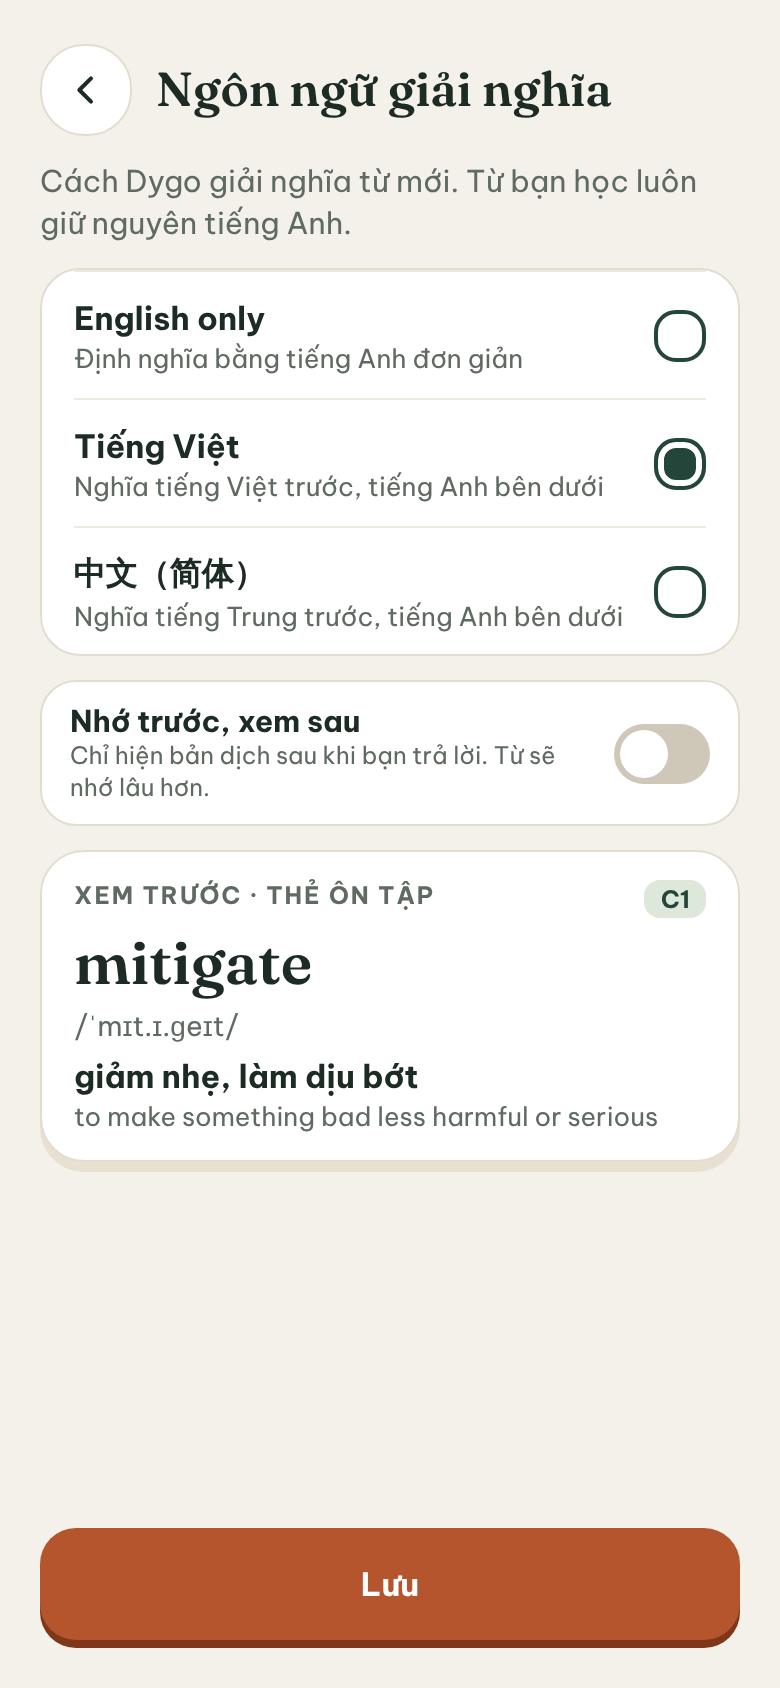 Ngôn ngữ giải nghĩa
Cách Dygo giải nghĩa từ mới. Từ bạn học luôn
giữ nguyên tiếng Anh.
English only
Định nghĩa bằng tiếng Anh đơn giản
Tiếng Việt
Nghĩa tiếng Việt trước, tiếng Anh bên dưới
中文（简体）
Nghĩa tiếng Trung trước, tiếng Anh bên dưới
Nhớ trước, xem sau
Chỉ hiện bản dịch sau khi bạn trả lời. Từ sẽ
nhớ lâu hơn.
XEM TRƯỚC · THẺ ÔN TẬP
C1
mitigate
/ˈmɪt.ɪ.ɡeɪt/
giảm nhẹ, làm dịu bớt
to make something bad less harmful or serious
Lưu